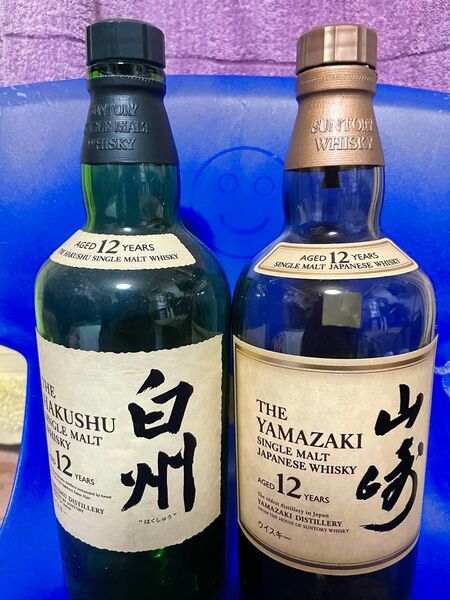 SUNTORY
SINGLE MALT
WHISKY
AGED 12 YEARS
THE HAKUSHU SINGLE MALT WHISKY
THE
HAKUSHU
SINGLE MALT
WHISKY
AGED 12 YEARS
白州
"はくしゅう"
DISTILLERY
SUNTORY
WHISKY
AGED 12 YEARS
SINGLE MALT JAPANESE WHISKY
THE
YAMAZAKI
SINGLE MALT
JAPANESE WHISKY
AGED 12 YEARS
The oldest distillery in Japan
YAMAZAKI DISTILLERY
FROM THE HOUSE OF SUNTORY WHISKY
ウイスキー
山崎